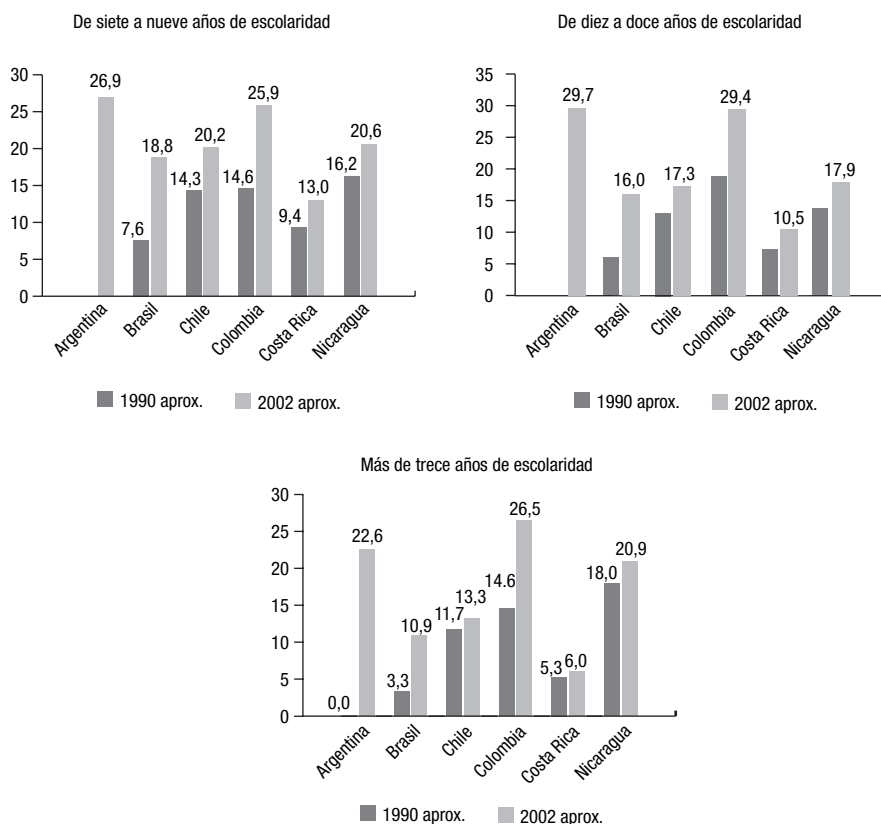 De siete a nueve años de escolaridad
30
25
20
15
10
5
0
26,9
7,6
18,8
14,3
20,2
14,6
25,9
9,4
13,0
16,2
20,6
Argentina
Brasil
Chile
Colombia
Costa Rica
Nicaragua
1990 aprox. 2002 aprox.
De diez a doce años de escolaridad
35
30
25
20
15
10
5
0
29,7
16,0
17,3
29,4
10,5
17,9
Argentina
Brasil
Chile
Colombia
Costa Rica
Nicaragua
1990 aprox. 2002 aprox.
Más de trece años de escolaridad
30
25
20
15
10
5
0
0,0
22,6
3,3
10,9
11,7
13,3
14.6
26,5
5,3
6,0
18,0
20,9
Argentina
Brasil
Chile
Colombia
Costa Rica
Nicaragua
1990 aprox. 2002 aprox.